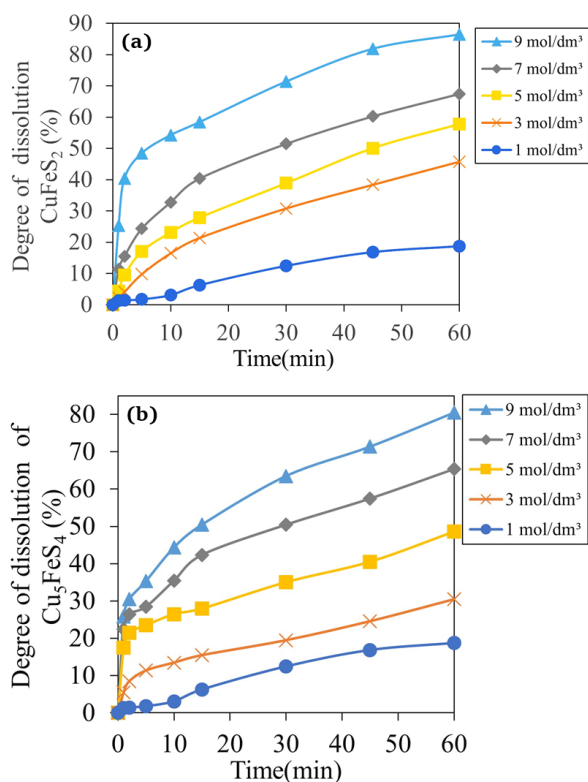 (a)
Degree of dissolution
CuFeS₂ (%)
90
80
70
60
50
40
30
20
10
0
0 10 20 30 40 50 60
Time(min)
9 mol/dm³
7 mol/dm³
5 mol/dm³
3 mol/dm³
1 mol/dm³
(b)
Degree of dissolution of
Cu₅FeS₄ (%)
80
70
60
50
40
30
20
10
0
0 10 20 30 40 50 60
Time(min)
9 mol/dm³
7 mol/dm³
5 mol/dm³
3 mol/dm³
1 mol/dm³